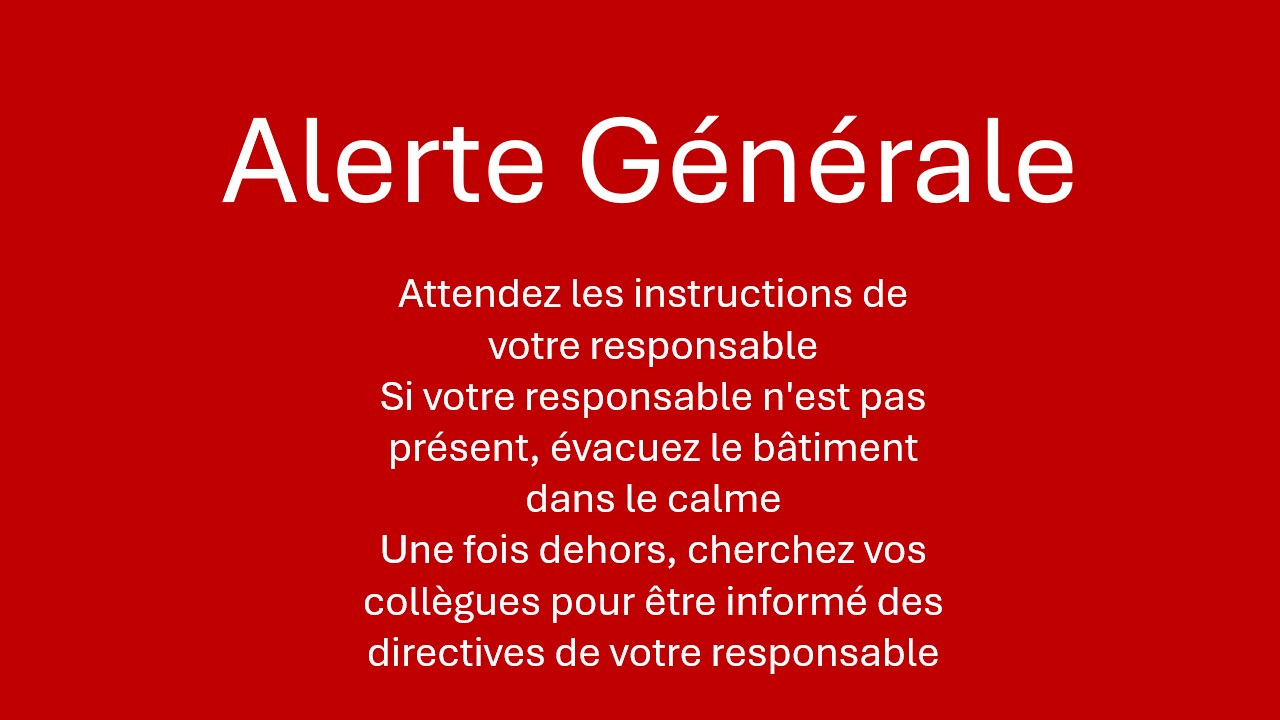 Alerte Générale
Attendez les instructions de
votre responsable
Si votre responsable n'est pas
présent, évacuez le bâtiment
dans le calme
Une fois dehors, cherchez vos
collègues pour être informé des
directives de votre responsable